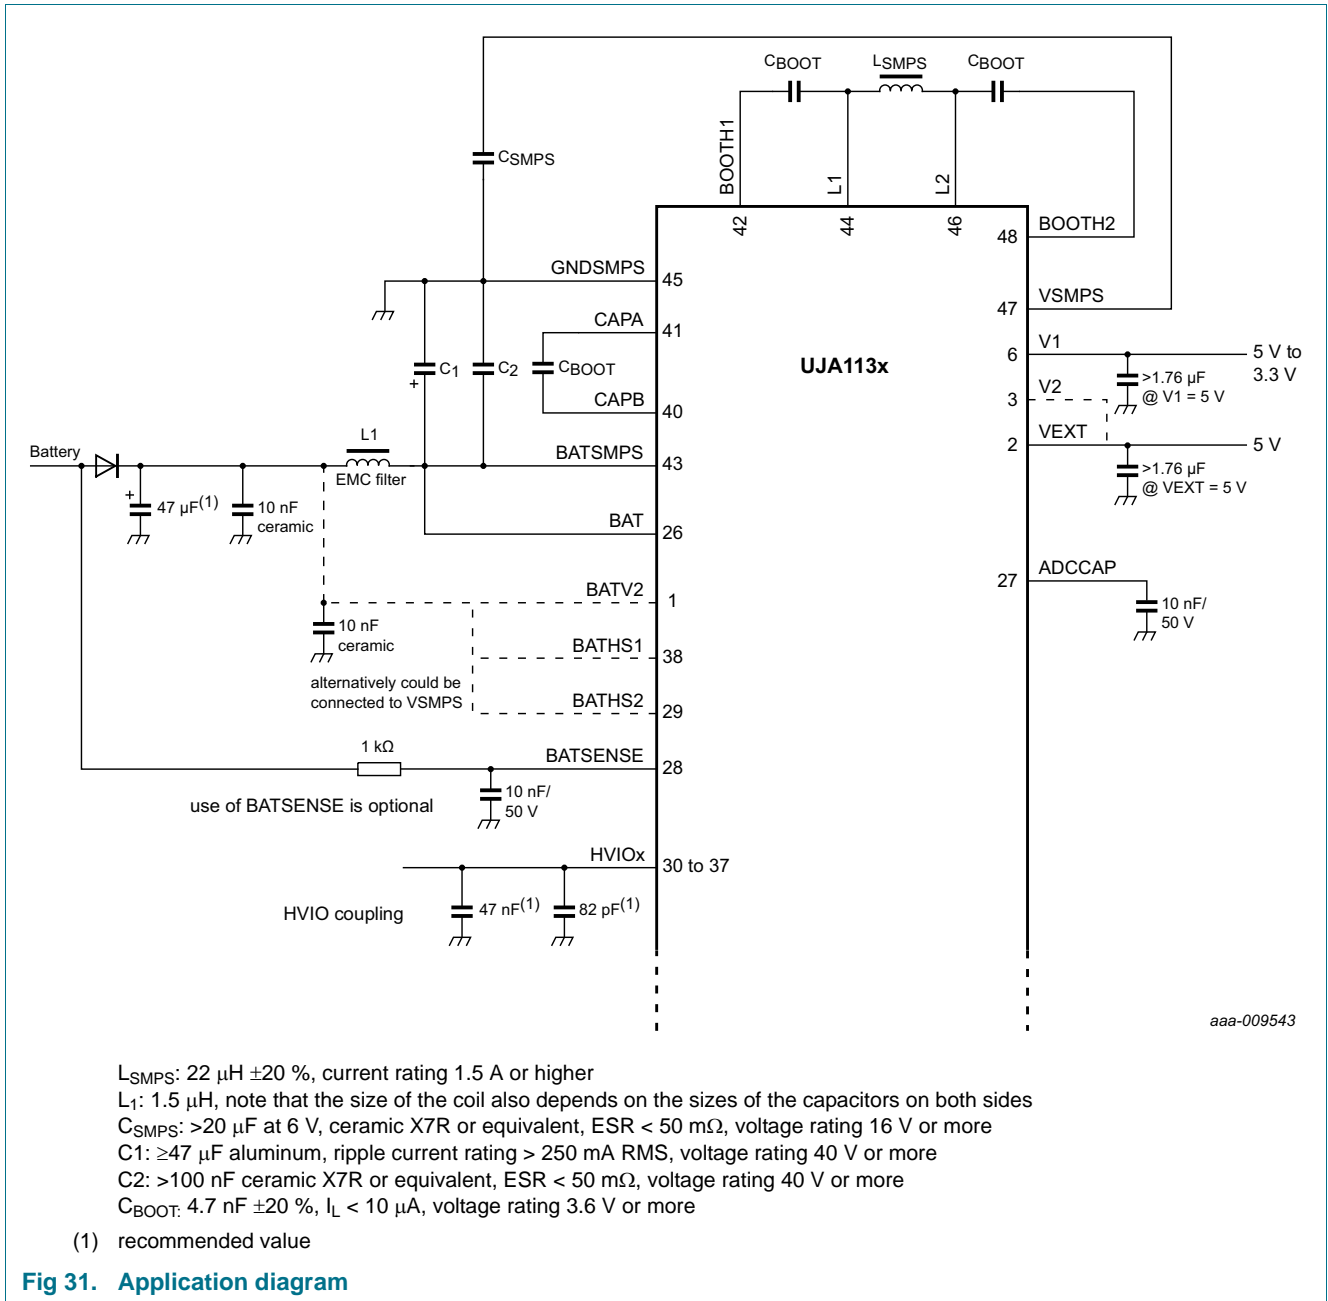 CBOOT
LSMPS
CBOOT
CSMPS
BOOTH1
L1
L2
42
44
46
48
BOOTH2
GNDSMPS
45
47
VSMPS
CAPA
41
6
V1
5 V to
3.3 V
UJA113x
C1
+
C2
CBOOT
>1.76 µF
@ V1 = 5 V
V2
3
CAPB
40
2
VEXT
5 V
Battery
L1
EMC filter
BATSMPS
43
>1.76 µF
@ VEXT = 5 V
+
47 µF(1)
10 nF
ceramic
BAT
26
27
ADCCAP
BATV2
1
10 nF/
50 V
10 nF
ceramic
BATHS1
38
alternatively could be
connected to VSMPS
BATHS2
29
1 kΩ
BATSENSE
28
use of BATSENSE is optional
10 nF/
50 V
HVIOx
30 to 37
HVIO coupling
47 nF(1)
82 pF(1)
aaa-009543
LSMPS: 22 μH ±20 %, current rating 1.5 A or higher
L1: 1.5 μH, note that the size of the coil also depends on the sizes of the capacitors on both sides
CSMPS: >20 μF at 6 V, ceramic X7R or equivalent, ESR < 50 mΩ, voltage rating 16 V or more
C1: ≥47 μF aluminum, ripple current rating > 250 mA RMS, voltage rating 40 V or more
C2: >100 nF ceramic X7R or equivalent, ESR < 50 mΩ, voltage rating 40 V or more
CBOOT: 4.7 nF ±20 %, IL < 10 μA, voltage rating 3.6 V or more
(1) recommended value
Fig 31. Application diagram